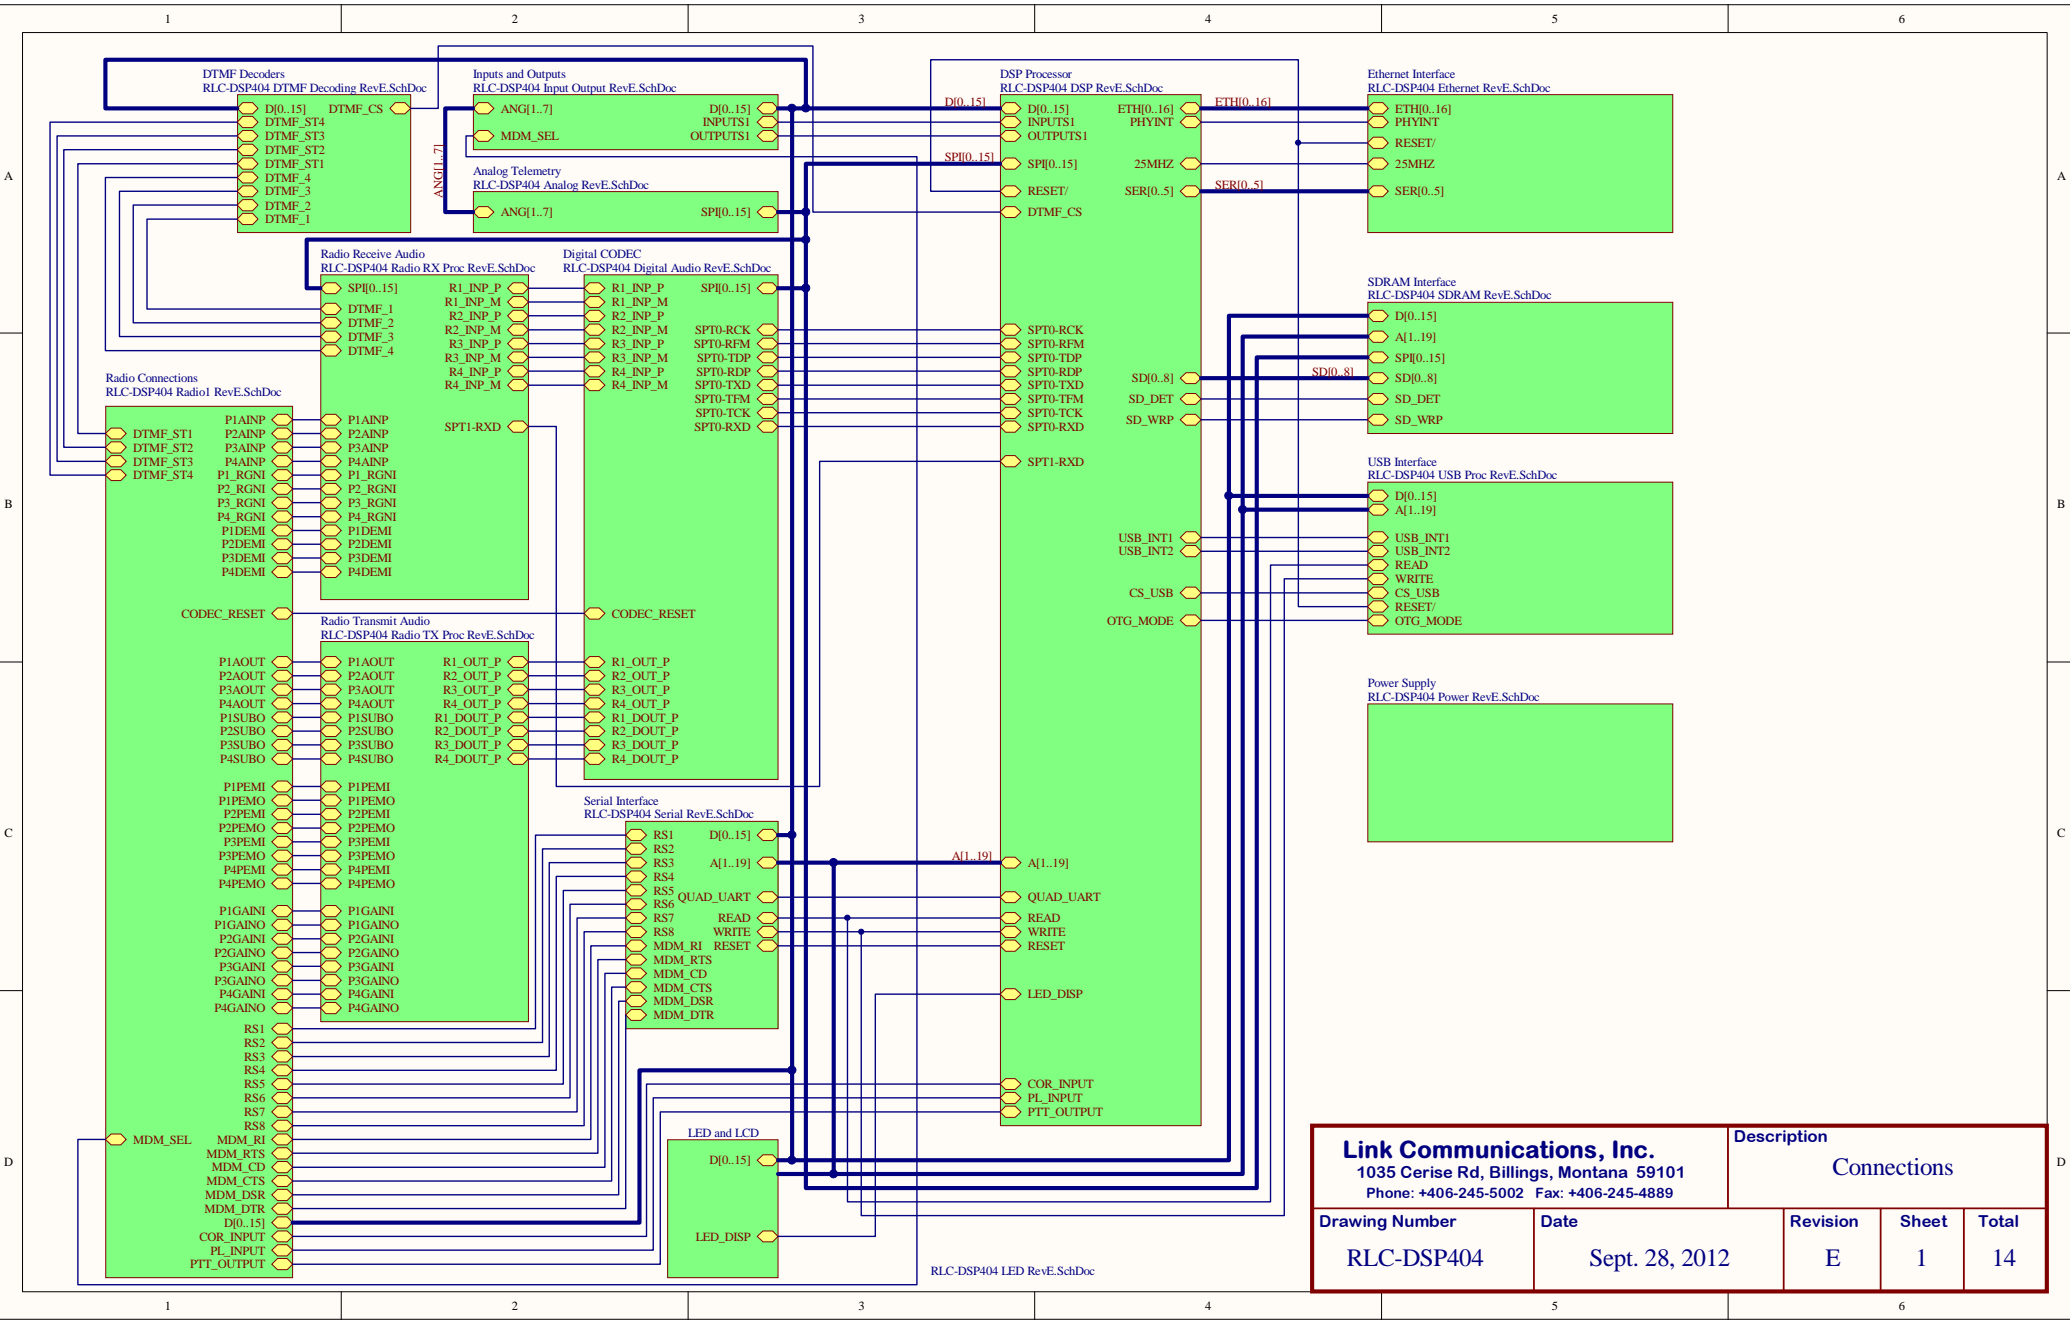 1 2 3 4 5 6
A
B
C
D
A
B
C
D
DTMF Decoders
RLC-DSP404 DTMF Decoding RevE.SchDoc
D[0..15] DTMF_CS
DTMF_ST4
DTMF_ST3
DTMF_ST2
DTMF_ST1
DTMF_4
DTMF_3
DTMF_2
DTMF_1
Inputs and Outputs
RLC-DSP404 Input Output RevE.SchDoc
ANG[1..7] D[0..15]
INPUTS1
MDM_SEL OUTPUTS1
ANG[1..7]
Analog Telemetry
RLC-DSP404 Analog RevE.SchDoc
ANG[1..7] SPI[0..15]
Radio Receive Audio
RLC-DSP404 Radio RX Proc RevE.SchDoc
SPI[0..15] R1_INP_P
R1_INP_M
DTMF_1 R2_INP_P
DTMF_2 R2_INP_M
DTMF_3 R3_INP_P
DTMF_4 R3_INP_M
R4_INP_P
R4_INP_M
P1AINP
P2AINP SPT1-RXD
P3AINP
P4AINP
P1_RGNI
P2_RGNI
P3_RGNI
P4_RGNI
P1DEMI
P2DEMI
P3DEMI
P4DEMI
Digital CODEC
RLC-DSP404 Digital Audio RevE.SchDoc
R1_INP_P SPI[0..15]
R1_INP_M
R2_INP_P
R2_INP_M SPT0-RCK
R3_INP_P SPT0-RFM
R3_INP_M SPT0-TDP
R4_INP_P SPT0-RDP
R4_INP_M SPT0-TXD
SPT0-TFM
SPT0-TCK
SPT0-RXD
CODEC_RESET
R1_OUT_P
R2_OUT_P
R3_OUT_P
R4_OUT_P
R1_DOUT_P
R2_DOUT_P
R3_DOUT_P
R4_DOUT_P
Radio Connections
RLC-DSP404 Radio1 RevE.SchDoc
P1AINP
DTMF_ST1 P2AINP
DTMF_ST2 P3AINP
DTMF_ST3 P4AINP
DTMF_ST4 P1_RGNI
P2_RGNI
P3_RGNI
P4_RGNI
P1DEMI
P2DEMI
P3DEMI
P4DEMI
CODEC_RESET
P1AOUT
P2AOUT
P3AOUT
P4AOUT
P1SUBO
P2SUBO
P3SUBO
P4SUBO
P1PEMI
P1PEMO
P2PEMI
P2PEMO
P3PEMI
P3PEMO
P4PEMI
P4PEMO
P1GAINI
P1GAINO
P2GAINI
P2GAINO
P3GAINI
P3GAINO
P4GAINI
P4GAINO
RS1
RS2
RS3
RS4
RS5
RS6
RS7
RS8
MDM_SEL MDM_RI
MDM_RTS
MDM_CD
MDM_CTS
MDM_DSR
MDM_DTR
D[0..15]
COR_INPUT
PL_INPUT
PTT_OUTPUT
Radio Transmit Audio
RLC-DSP404 Radio TX Proc RevE.SchDoc
P1AOUT R1_OUT_P
P2AOUT R2_OUT_P
P3AOUT R3_OUT_P
P4AOUT R4_OUT_P
P1SUBO R1_DOUT_P
P2SUBO R2_DOUT_P
P3SUBO R3_DOUT_P
P4SUBO R4_DOUT_P
P1PEMI
P1PEMO
P2PEMI
P2PEMO
P3PEMI
P3PEMO
P4PEMI
P4PEMO
P1GAINI
P1GAINO
P2GAINI
P2GAINO
P3GAINI
P3GAINO
P4GAINI
P4GAINO
Serial Interface
RLC-DSP404 Serial RevE.SchDoc
RS1 D[0..15]
RS2
RS3 A[1..19]
RS4
RS5
QUAD_UART
RS6
RS7 READ
RS8 WRITE
MDM_RI RESET
MDM_RTS
MDM_CD
MDM_CTS
MDM_DSR
MDM_DTR
LED and LCD
D[0..15]
LED_DISP
RLC-DSP404 LED RevE.SchDoc
DSP Processor
RLC-DSP404 DSP RevE.SchDoc
D[0..15] D[0..15] ETH[0..16] ETH[0..16]
INPUTS1 PHYINT
OUTPUTS1
SPI[0..15] SPI[0..15] 25MHZ
RESET/ SER[0..5] SER[0..5]
DTMF_CS
SPT0-RCK
SPT0-RFM
SPT0-TDP
SPT0-RDP
SPT0-TXD SD[0..8] SD[0..8]
SPT0-TFM SD_DET
SPT0-TCK
SPT0-RXD SD_WRP
SPT1-RXD
USB_INT1
USB_INT2
CS_USB
OTG_MODE
A[1..19] A[1..19]
QUAD_UART
READ
WRITE
RESET
LED_DISP
COR_INPUT
PL_INPUT
PTT_OUTPUT
Ethernet Interface
RLC-DSP404 Ethernet RevE.SchDoc
ETH[0..16]
PHYINT
RESET/
25MHZ
SER[0..5]
SDRAM Interface
RLC-DSP404 SDRAM RevE.SchDoc
D[0..15]
A[1..19]
SPI[0..15]
SD[0..8]
SD_DET
SD_WRP
USB Interface
RLC-DSP404 USB Proc RevE.SchDoc
D[0..15]
A[1..19]
USB_INT1
USB_INT2
READ
WRITE
CS_USB
RESET/
OTG_MODE
Power Supply
RLC-DSP404 Power RevE.SchDoc
Link Communications, Inc.
1035 Cerise Rd, Billings, Montana 59101
Phone: +406-245-5002 Fax: +406-245-4889
Description
Connections
Drawing Number Date Revision Sheet Total
RLC-DSP404 Sept. 28, 2012 E 1 14
1 2 3 4 5 6